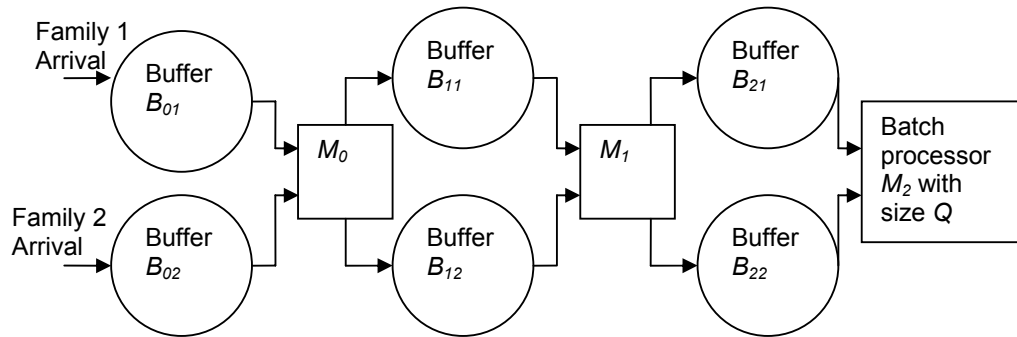 Family 1
Arrival
Buffer
B01
M0
Buffer
B11
M1
Buffer
B21
Batch
processor
M2 with
size Q
Family 2
Arrival
Buffer
B02
Buffer
B12
Buffer
B22